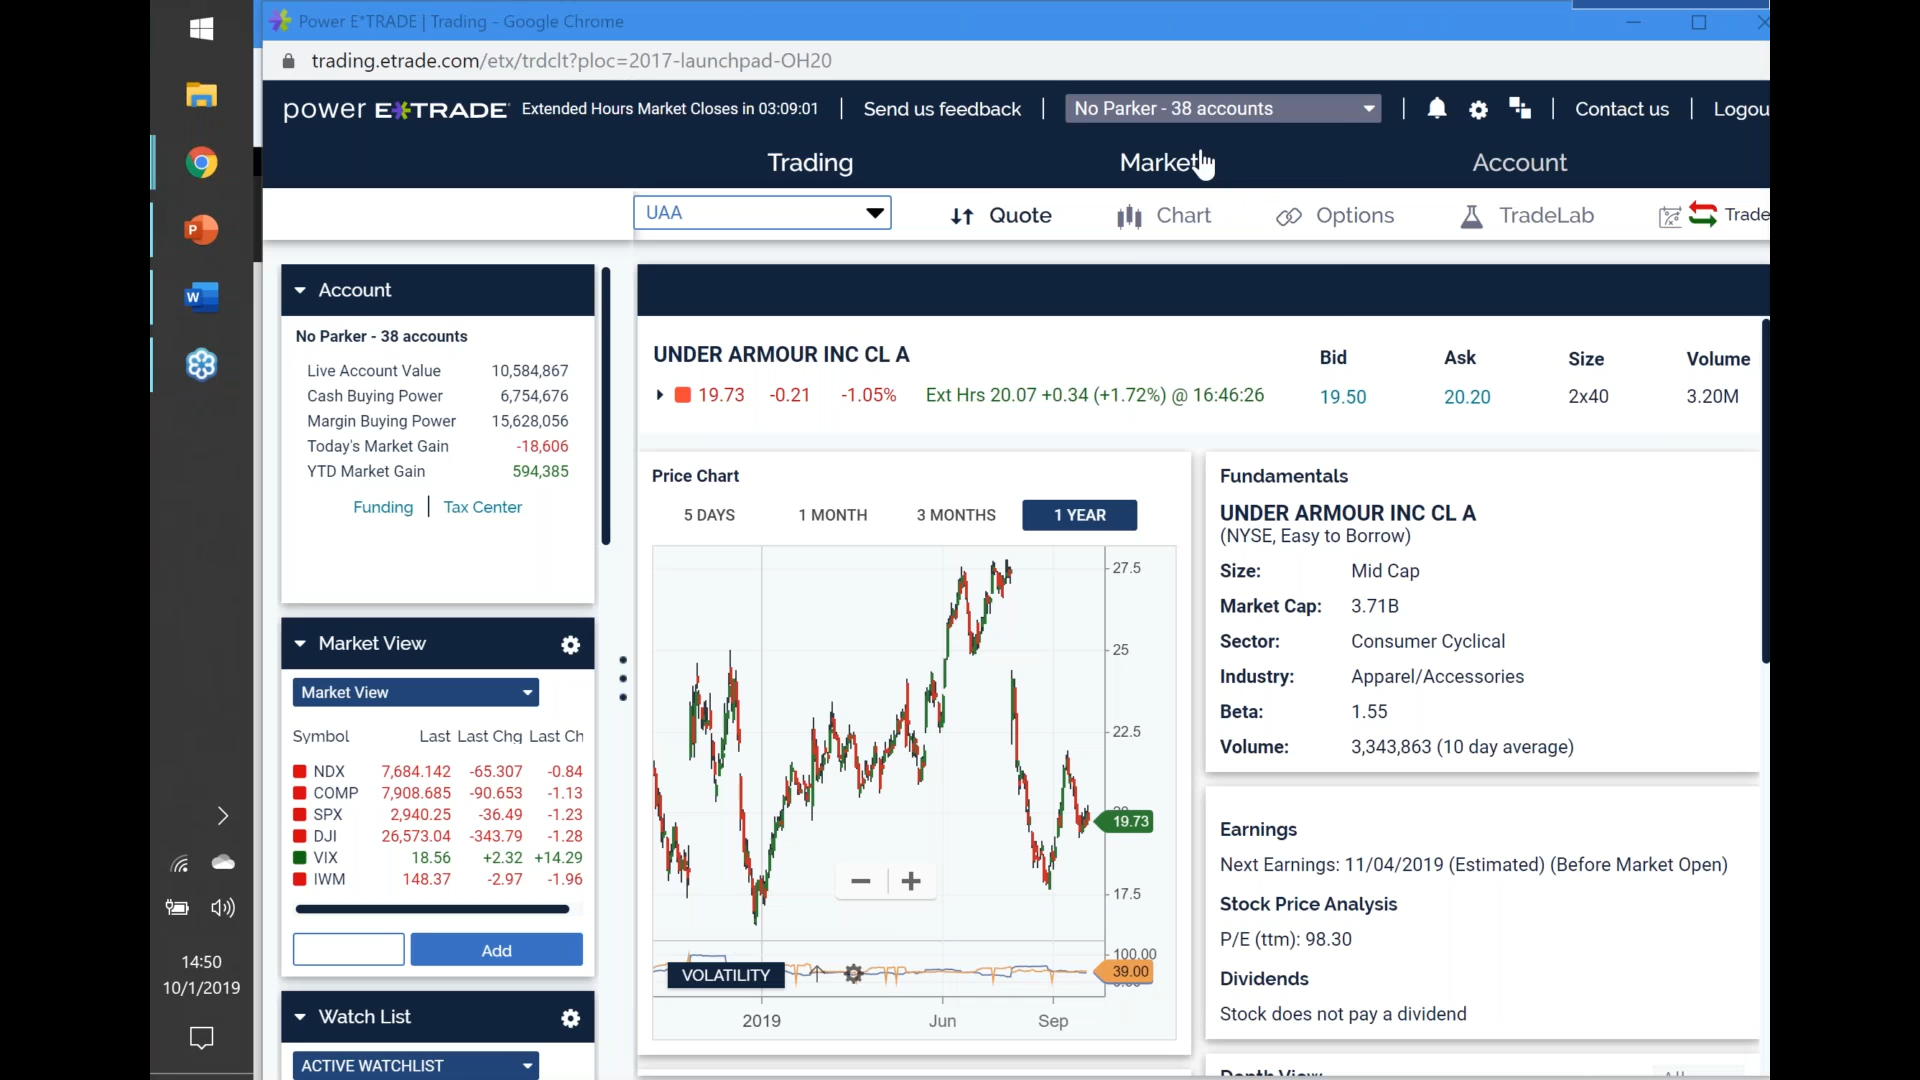 Power E*TRADE | Trading - Google Chrome
trading.etrade.com/etx/trdclt?ploc=2017-launchpad-OH20
power E*TRADE Extended Hours Market Closes in 03:09:01 Send us feedback No Parker - 38 accounts Contact us Logou
Trading Market Account
UAA Quote Chart Options TradeLab Trade
Account
No Parker - 38 accounts
Live Account Value 10,584,867
Cash Buying Power 6,754,676
Margin Buying Power 15,628,056
Today's Market Gain -18,606
YTD Market Gain 594,385
Funding Tax Center
Market View
Market View
Symbol Last Last Chg Last Ch
NDX 7,684.142 -65.307 -0.84
COMP 7,908.685 -90.653 -1.13
SPX 2,940.25 -36.49 -1.23
DJI 26,573.04 -343.79 -1.28
VIX 18.56 +2.32 +14.29
IWM 148.37 -2.97 -1.96
Add
Watch List
ACTIVE WATCHLIST
UNDER ARMOUR INC CL A Bid Ask Size Volume
19.73 -0.21 -1.05% Ext Hrs 20.07 +0.34 (+1.72%) @ 16:46:26 19.50 20.20 2x40 3.20M
Price Chart
5 DAYS 1 MONTH 3 MONTHS 1 YEAR
27.5
25
22.5
19.73
17.5
100.00
VOLATILITY 39.00
2019 Jun Sep
Fundamentals
UNDER ARMOUR INC CL A
(NYSE, Easy to Borrow)
Size: Mid Cap
Market Cap: 3.71B
Sector: Consumer Cyclical
Industry: Apparel/Accessories
Beta: 1.55
Volume: 3,343,863 (10 day average)
Earnings
Next Earnings: 11/04/2019 (Estimated) (Before Market Open)
Stock Price Analysis
P/E (ttm): 98.30
Dividends
Stock does not pay a dividend
14:50
10/1/2019